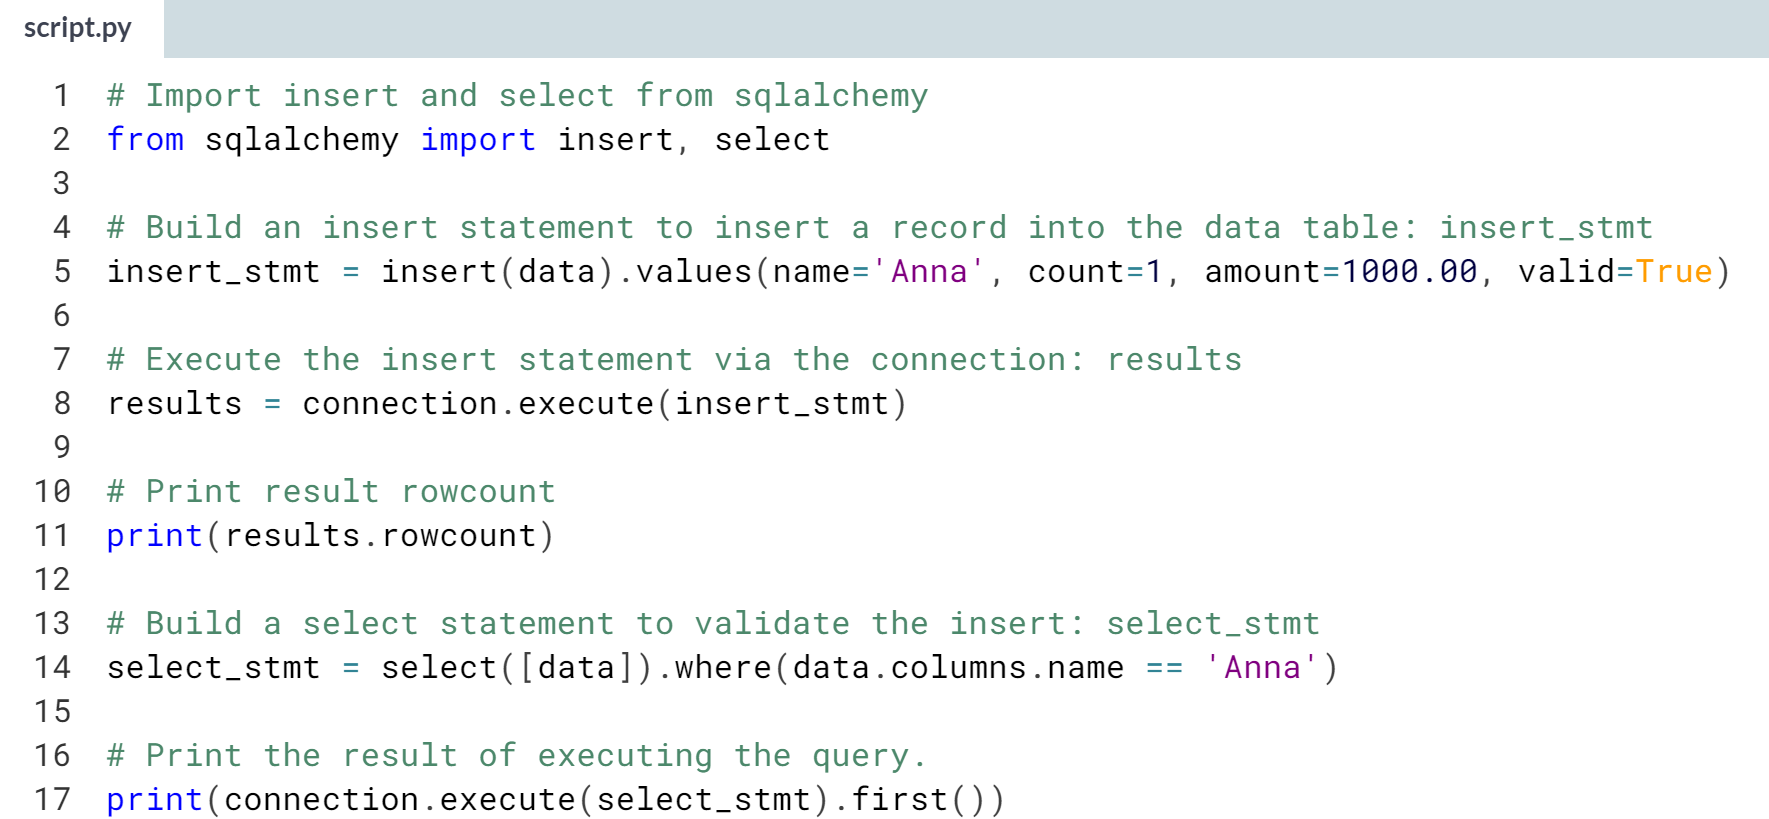 script.py
1 # Import insert and select from sqlalchemy
2 from sqlalchemy import insert, select
3
4 # Build an insert statement to insert a record into the data table: insert_stmt
5 insert_stmt = insert(data).values(name='Anna', count=1, amount=1000.00, valid=True)
6
7 # Execute the insert statement via the connection: results
8 results = connection.execute(insert_stmt)
9
10 # Print result rowcount
11 print(results.rowcount)
12
13 # Build a select statement to validate the insert: select_stmt
14 select_stmt = select([data]).where(data.columns.name == 'Anna')
15
16 # Print the result of executing the query.
17 print(connection.execute(select_stmt).first())